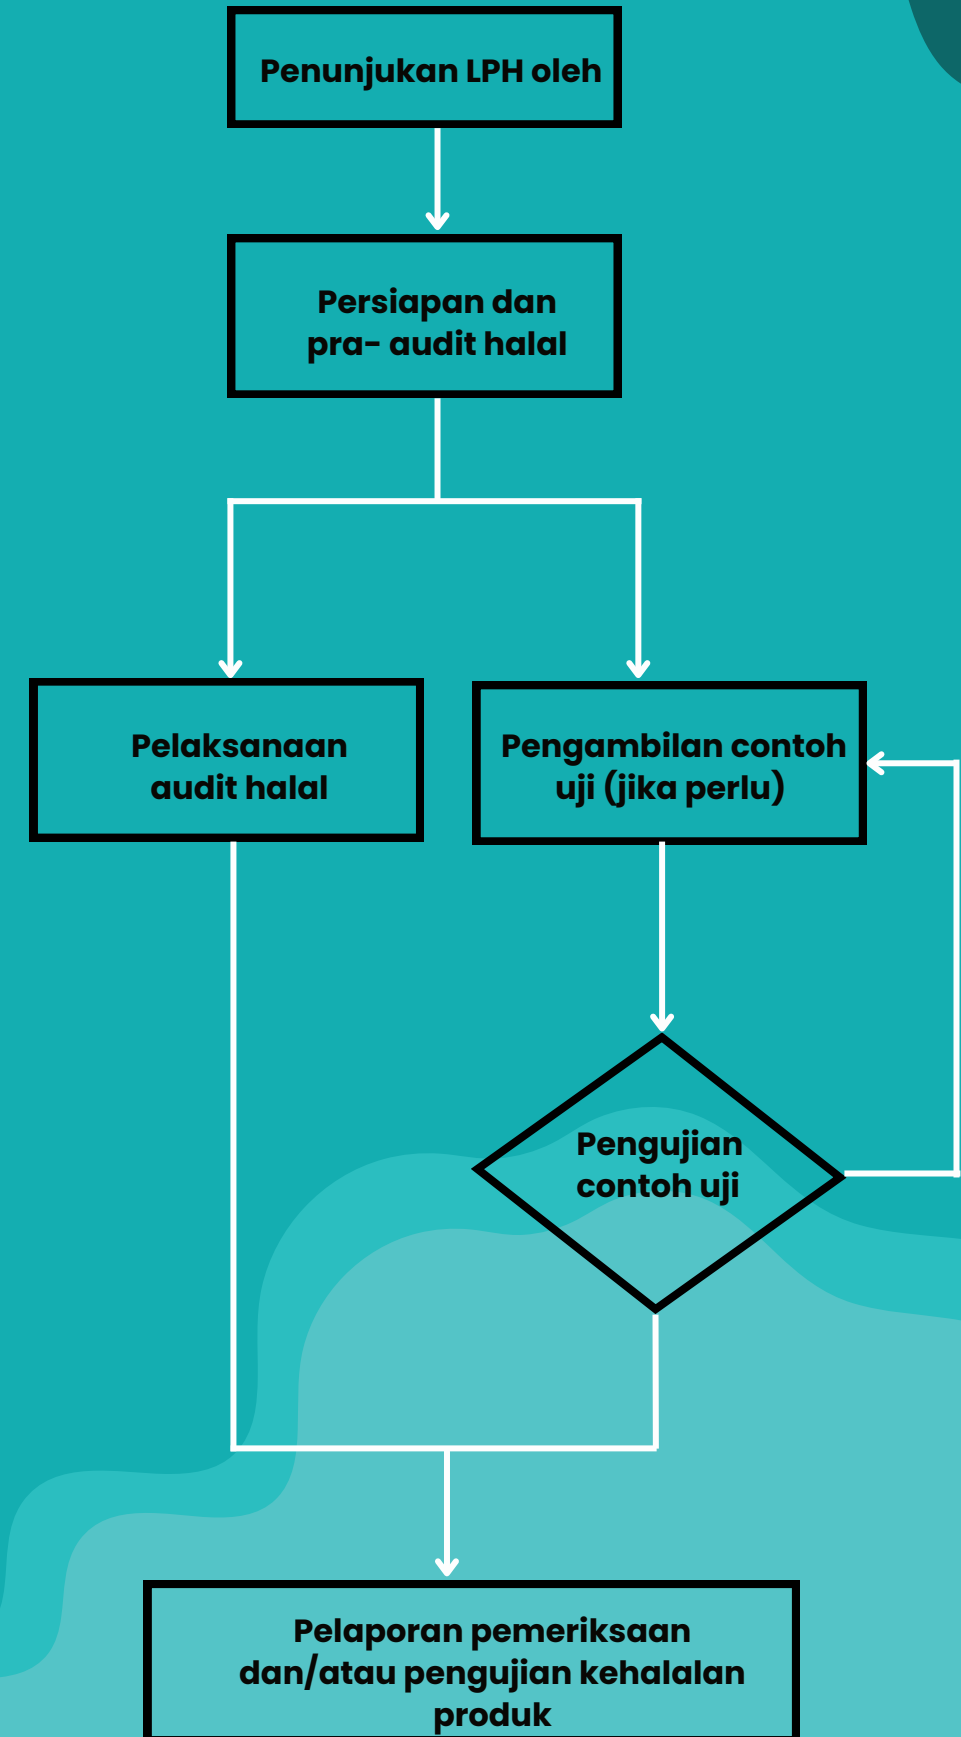 Penunjukan LPH oleh
Persiapan dan
pra- audit halal
Pelaksanaan
audit halal
Pengambilan contoh
uji (jika perlu)
Pengujian
contoh uji
Pelaporan pemeriksaan
dan/atau pengujian kehalalan
produk